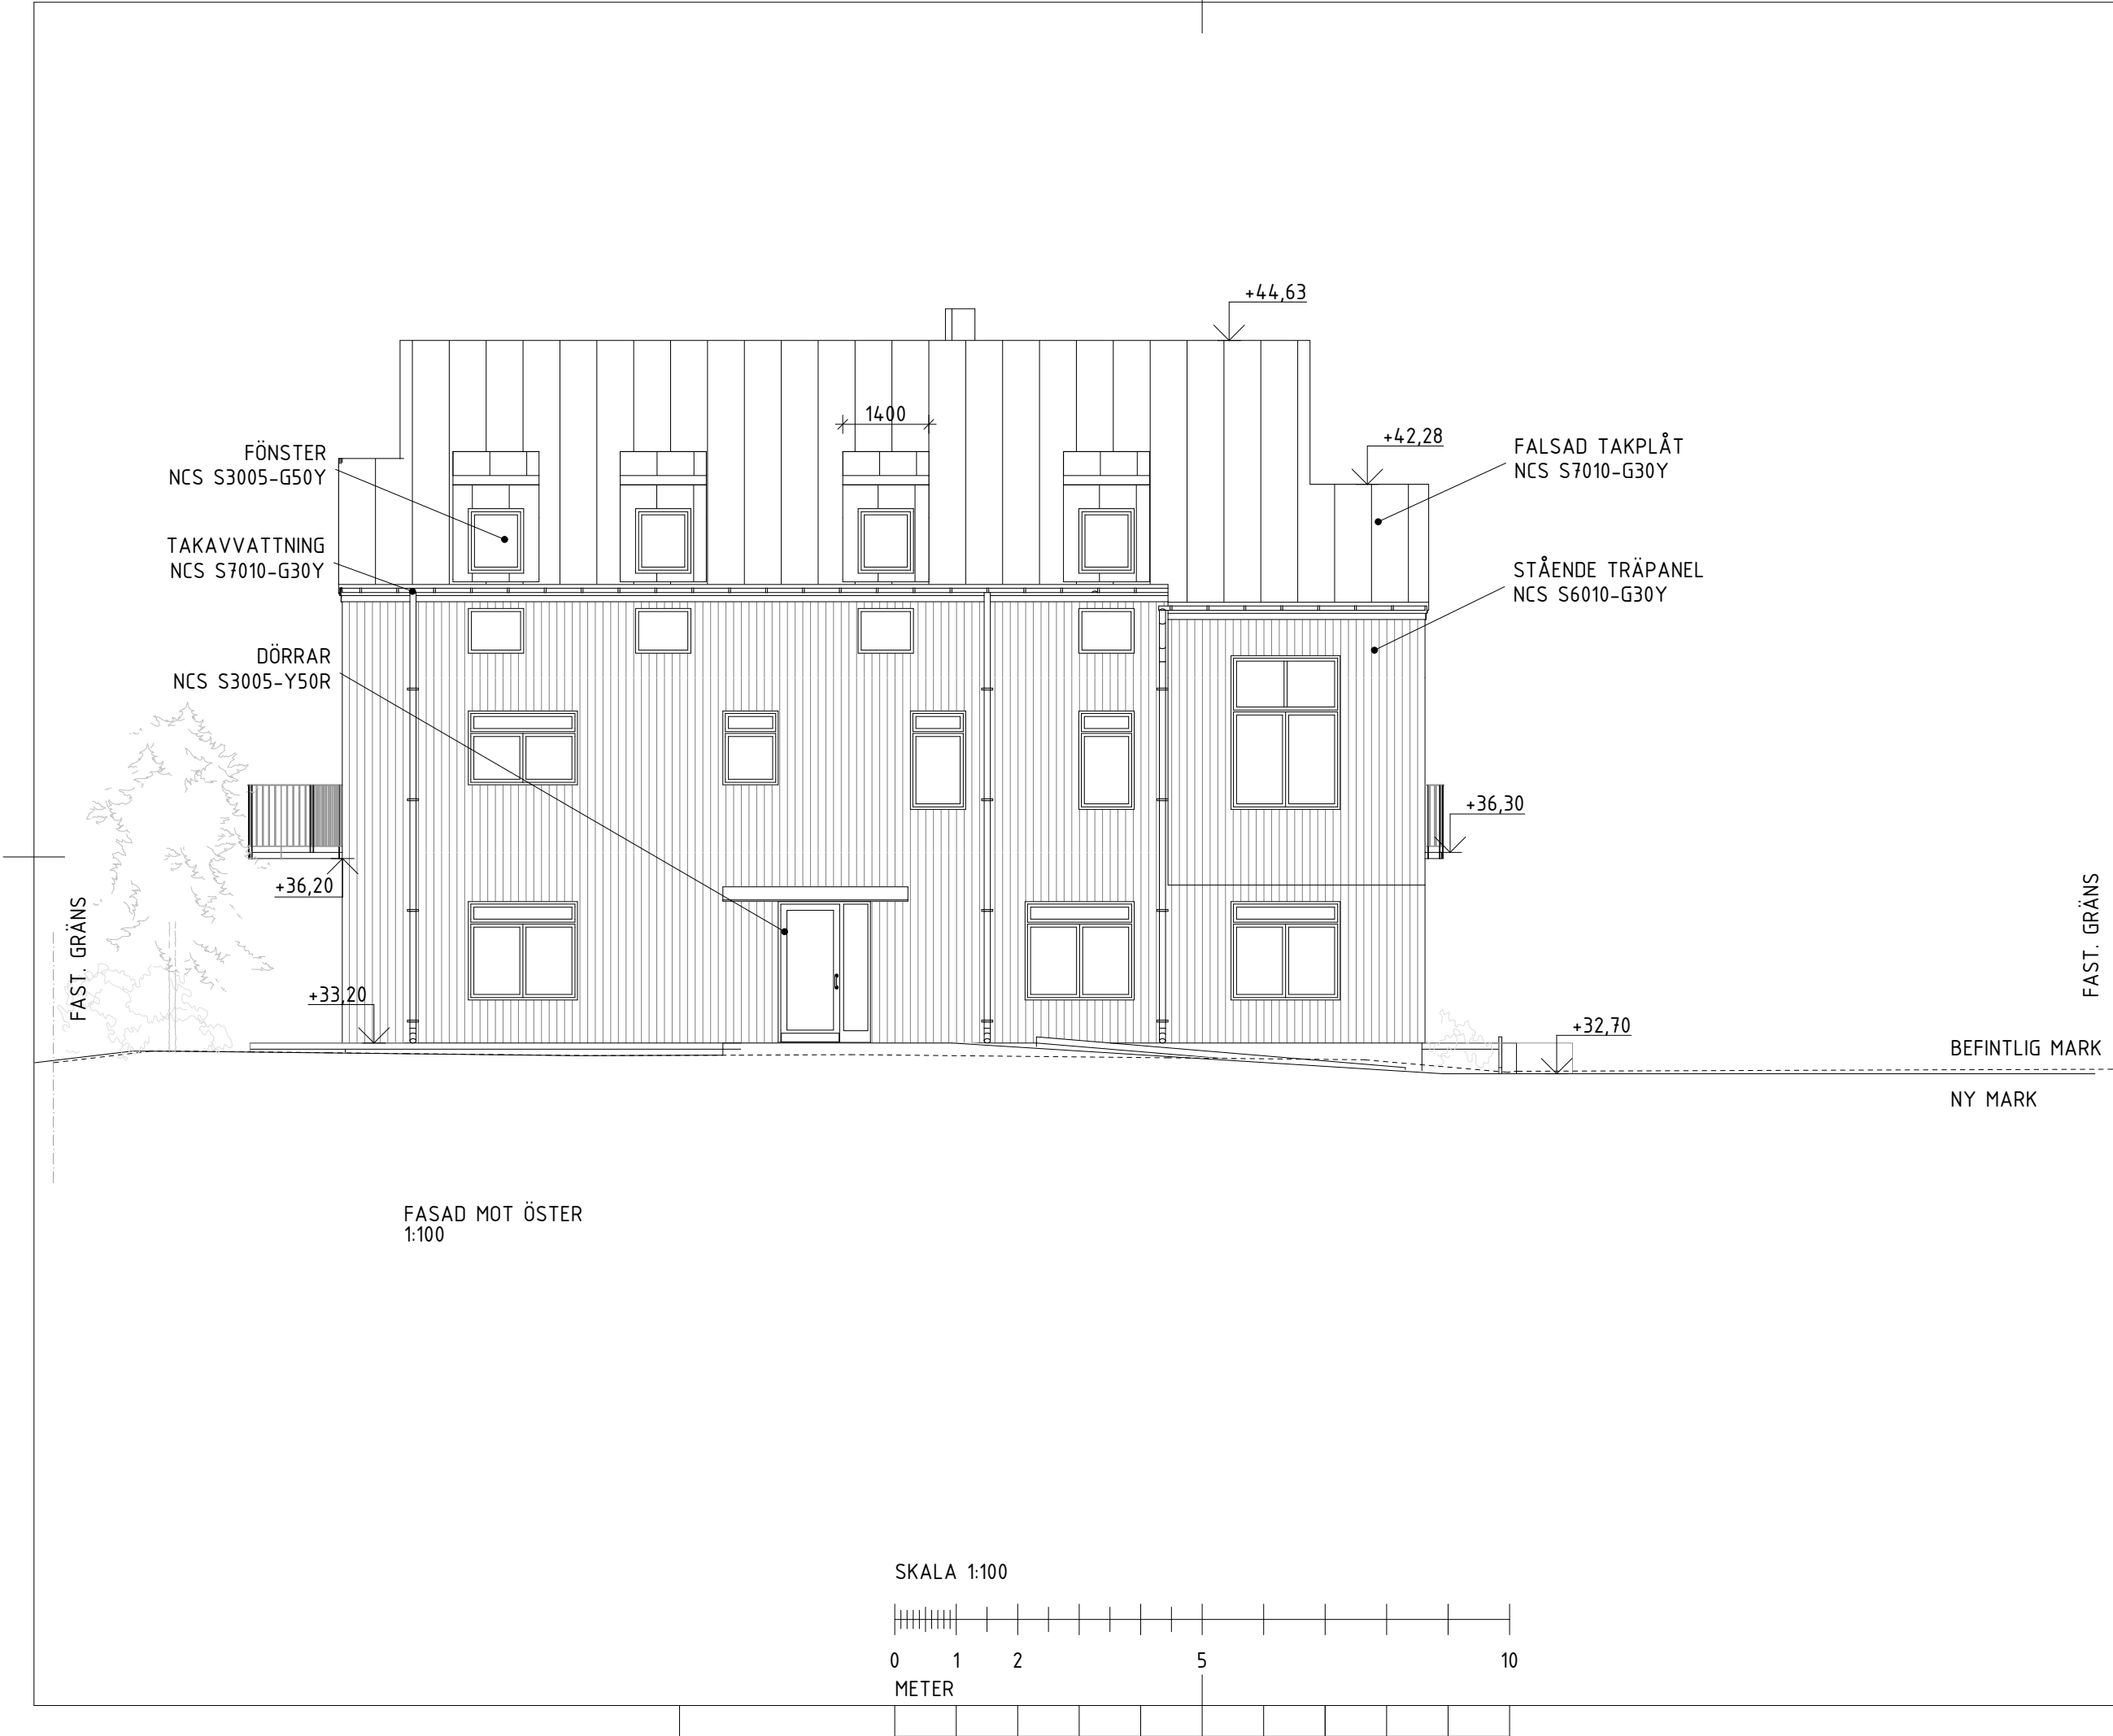 +44,63
1400
+42,28
FÖNSTER
NCS S3005-G50Y
FALSAD TAKPLÅT
NCS S7010-G30Y
TAKAVVATTNING
NCS S7010-G30Y
STÅENDE TRÄPANEL
NCS S6010-G30Y
DÖRRAR
NCS S3005-Y50R
+36,30
+36,20
FAST. GRÄNS
FAST. GRÄNS
+33,20
+32,70
BEFINTLIG MARK
NY MARK
FASAD MOT ÖSTER
1:100
SKALA 1:100
0 1 2 5 10
METER